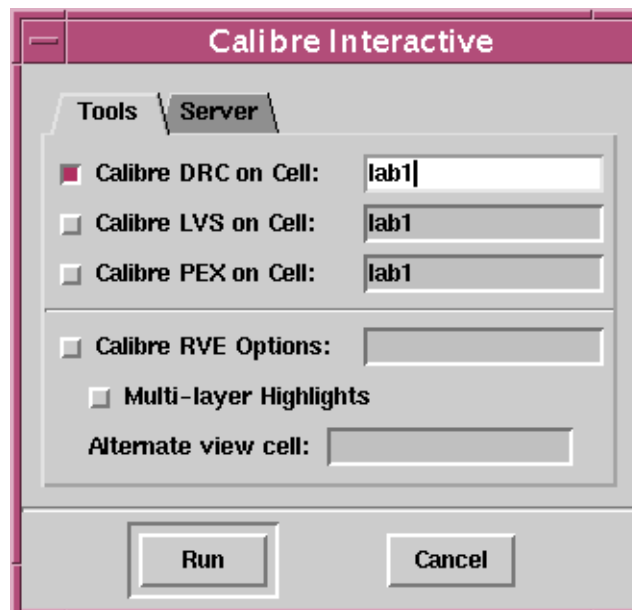 Calibre Interactive
Tools Server
Calibre DRC on Cell: lab1
Calibre LVS on Cell: lab1
Calibre PEX on Cell: lab1
Calibre RVE Options:
Multi-layer Highlights
Alternate view cell:
Run Cancel